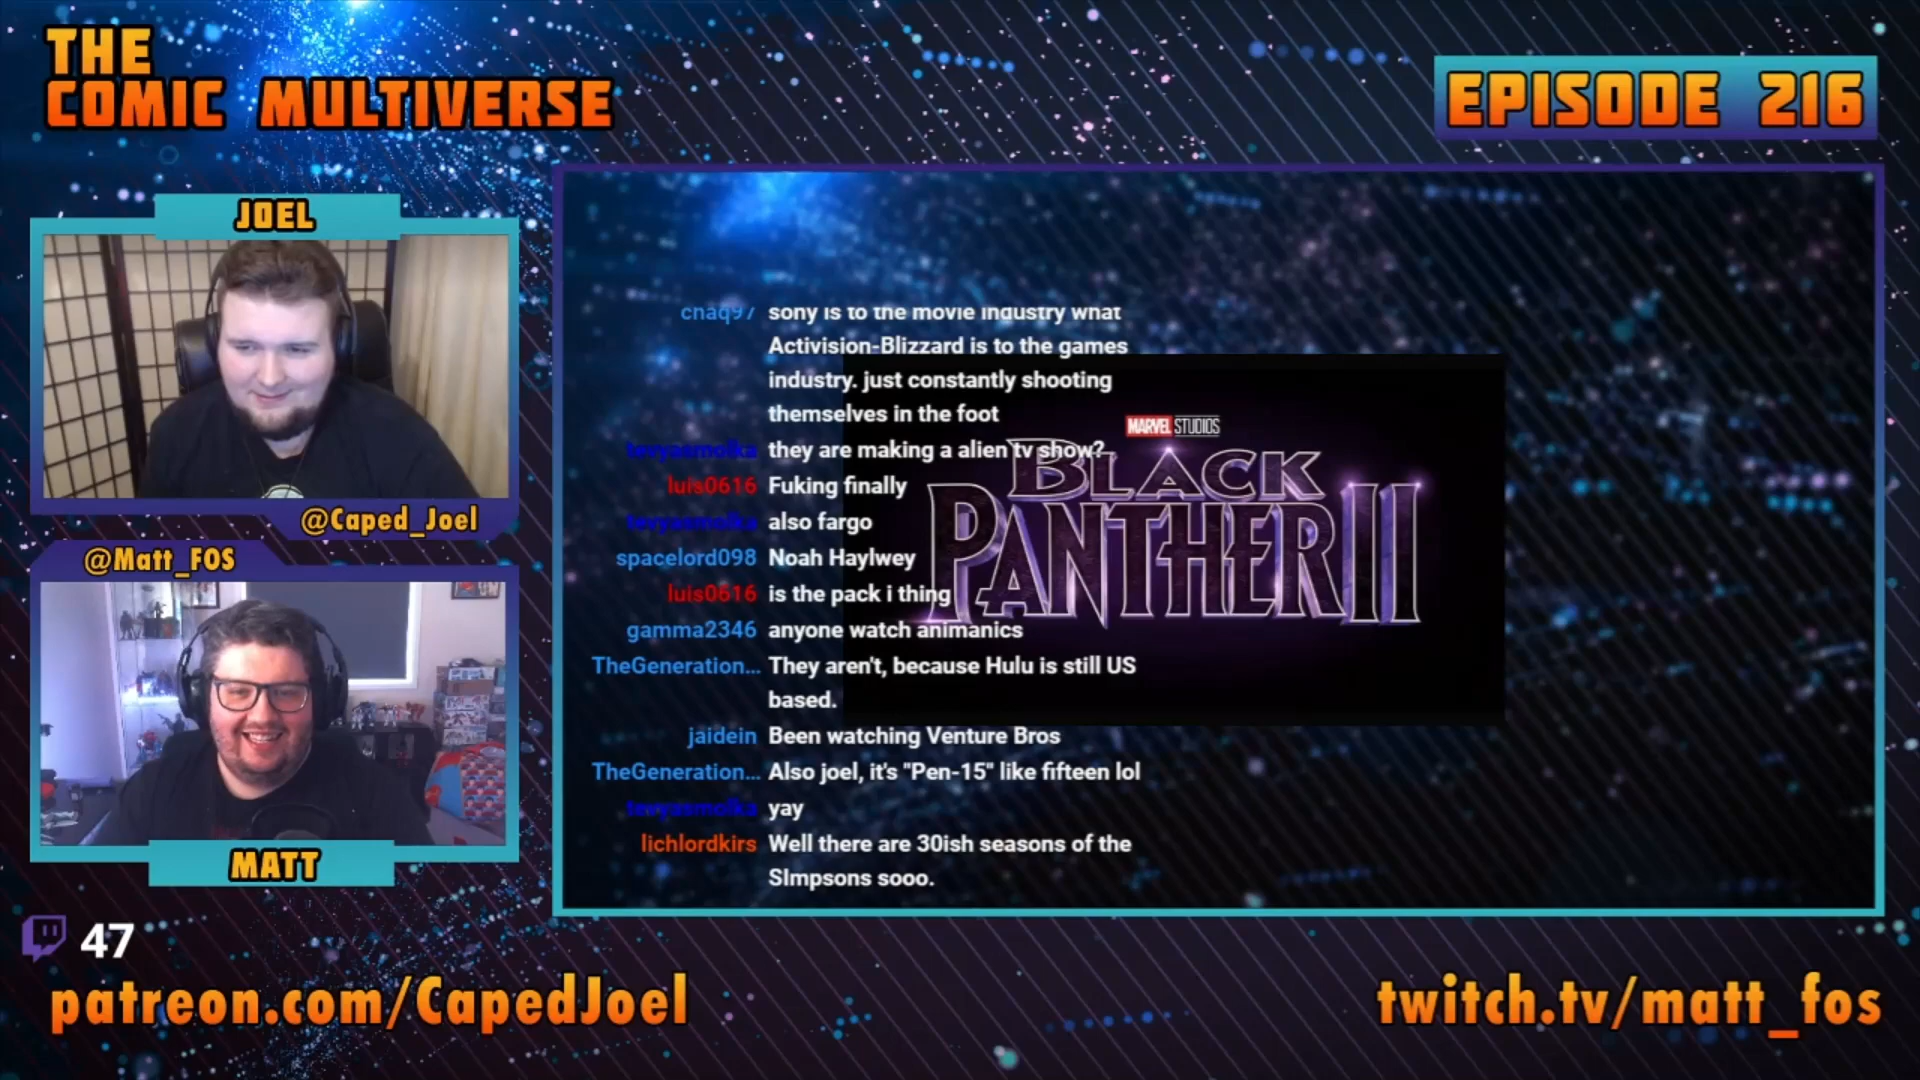 THE
COMIC MULTIVERSE
EPISODE 216
JOEL
@Caped_Joel
@Matt_FOS
MATT
47
patreon.com/CapedJoel
twitch.tv/matt_fos
cnaq97 sony is to the movie industry what
Activision-Blizzard is to the games
industry. just constantly shooting
themselves in the foot
tevyasmolka they are making a alien tv show?
luis0616 Fuking finally
tevyasmolka also fargo
spacelord098 Noah Haylwey
luis0616 is the pack i thing
gamma2346 anyone watch animanics
TheGeneration... They aren't, because Hulu is still US
based.
jaidein Been watching Venture Bros
TheGeneration... Also joel, it's "Pen-15" like fifteen lol
tevyasmolka yay
lichlordkirs Well there are 30ish seasons of the
SImpsons sooo.
MARVEL STUDIOS
BLACK
PANTHER II